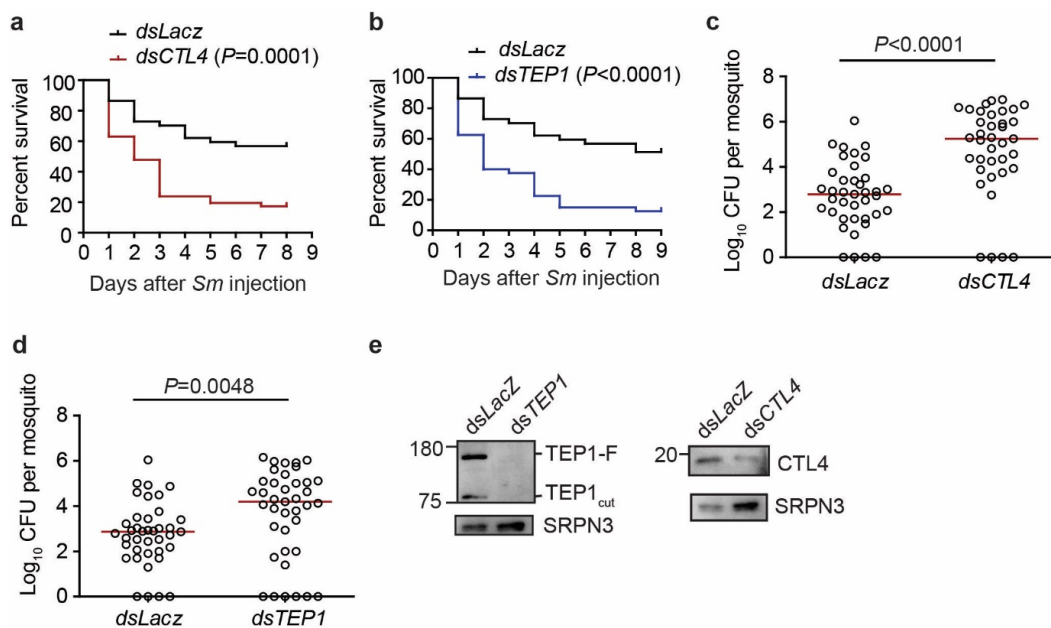 a
dsLacz
dsCTL4 (P=0.0001)
Percent survival
100
80
60
40
20
0
0 1 2 3 4 5 6 7 8 9
Days after Sm injection
b
dsLacz
dsTEP1 (P<0.0001)
Percent survival
100
80
60
40
20
0
0 1 2 3 4 5 6 7 8 9
Days after Sm injection
c
P<0.0001
Log10 CFU per mosquito
8
6
4
2
0
dsLacz dsCTL4
d
P=0.0048
Log10 CFU per mosquito
8
6
4
2
0
dsLacz dsTEP1
e
dsLacZ
dsTEP1
180
TEP1-F
TEP1cut
75
SRPN3
dsLacZ
dsCTL4
20
CTL4
SRPN3